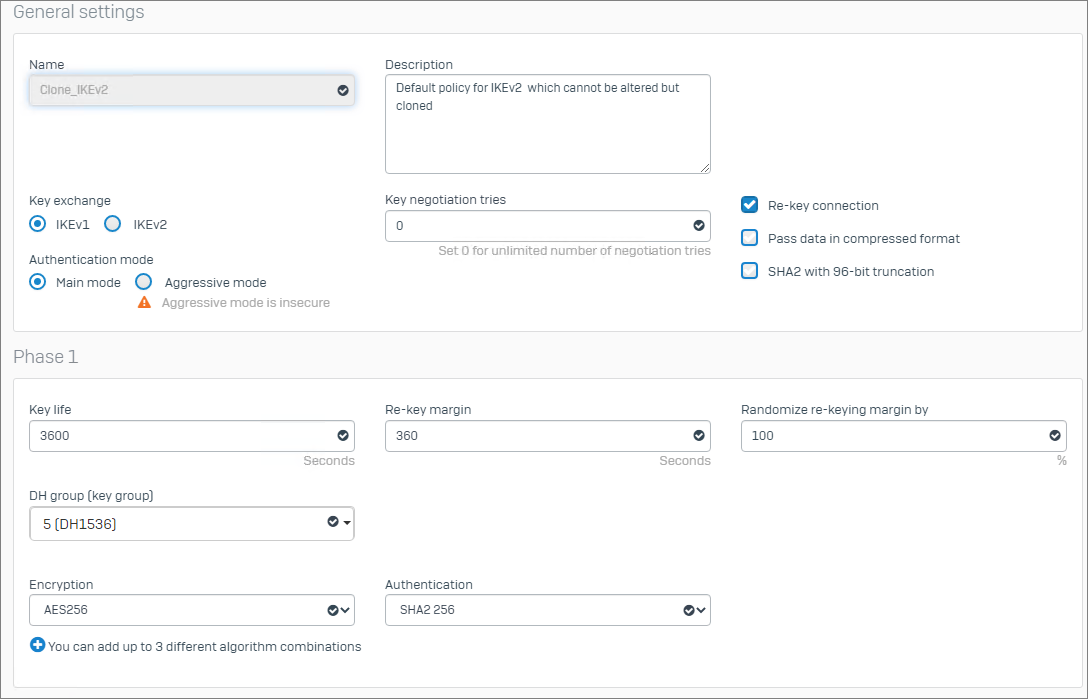 General settings
Name
Clone_IKEv2
Description
Default policy for IKEv2 which cannot be altered but
cloned
Key exchange
IKEv1 IKEv2
Authentication mode
Main mode Aggressive mode
Aggressive mode is insecure
Key negotiation tries
0
Set 0 for unlimited number of negotiation tries
Re-key connection
Pass data in compressed format
SHA2 with 96-bit truncation
Phase 1
Key life
3600
Seconds
Re-key margin
360
Seconds
Randomize re-keying margin by
100
%
DH group (key group)
5 (DH1536)
Encryption
AES256
Authentication
SHA2 256
You can add up to 3 different algorithm combinations